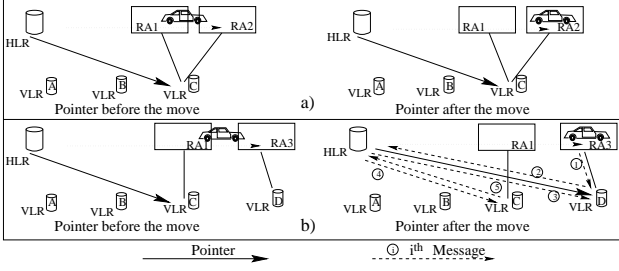 RA1 RA2 RA1 RA2
HLR HLR
A B C A B C
VLR VLR VLR VLR VLR VLR
Pointer before the move a) Pointer after the move
RA1 RA3 RA1 RA3
HLR HLR
1
2
4 3
5
A B C D A B C D
VLR VLR VLR VLR VLR VLR VLR VLR
Pointer before the move b) Pointer after the move
Pointer i ith Message